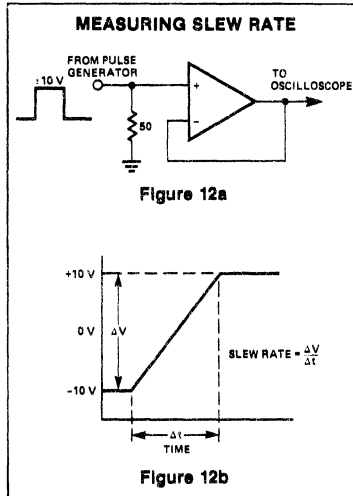 MEASURING SLEW RATE
FROM PULSE
GENERATOR
±10 V
+
−
50
TO
OSCILLOSCOPE
Figure 12a
+10 V
0 V
ΔV
−10 V
SLEW RATE = ΔV/Δt
Δt
TIME
Figure 12b